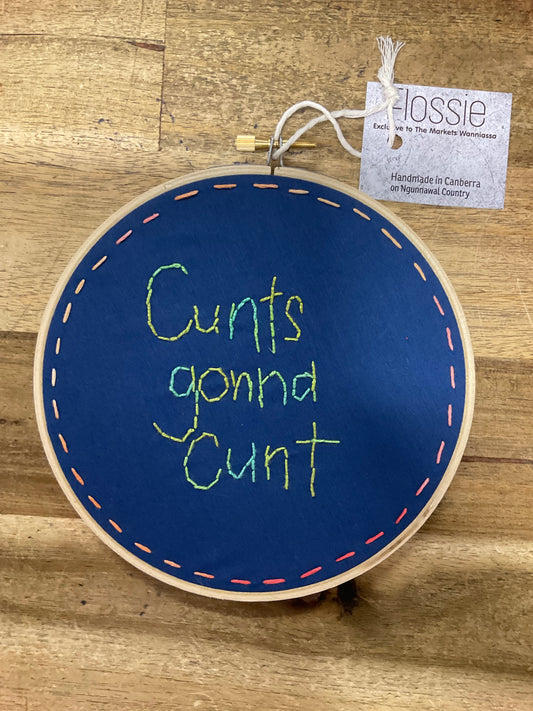 Flossie
Exclusive to The Markets Wanniassa
Handmade in Canberra
on Ngunnawal Country
Cunts
gonna
Cunt